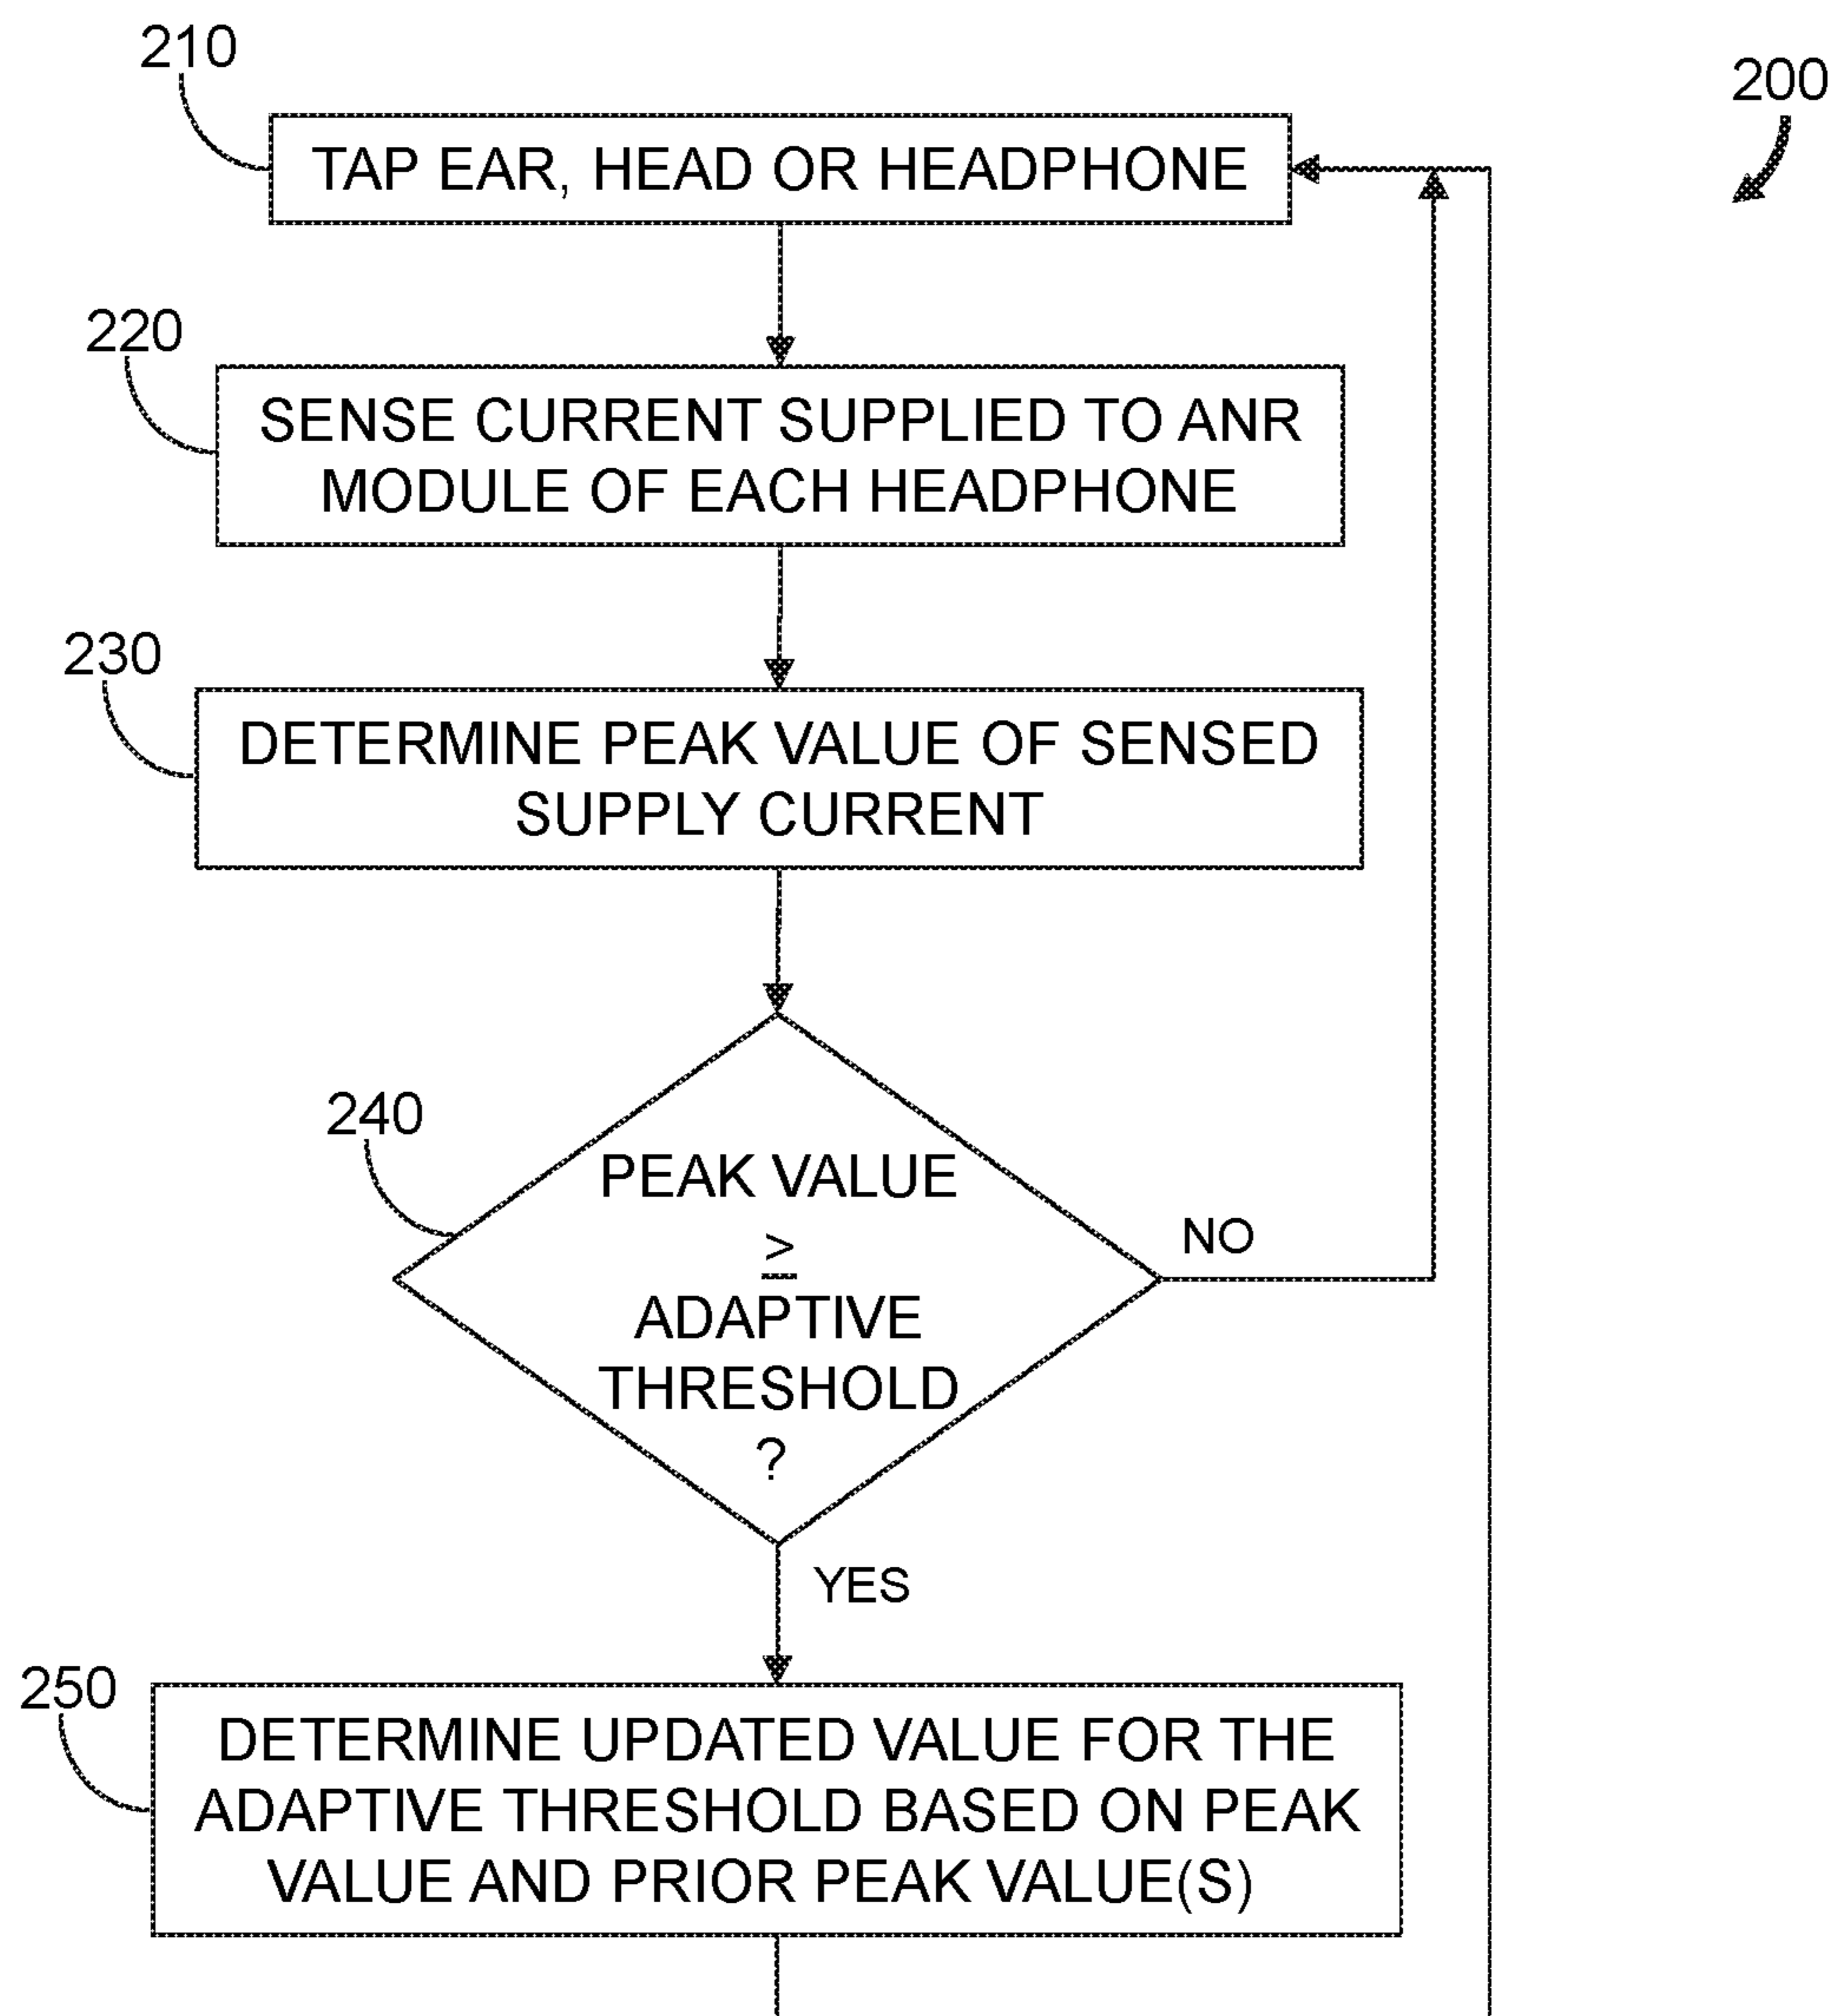 210
200
TAP EAR, HEAD OR HEADPHONE
220
SENSE CURRENT SUPPLIED TO ANR
MODULE OF EACH HEADPHONE
230
DETERMINE PEAK VALUE OF SENSED
SUPPLY CURRENT
240
PEAK VALUE
≥
ADAPTIVE
THRESHOLD
?
NO
YES
250
DETERMINE UPDATED VALUE FOR THE
ADAPTIVE THRESHOLD BASED ON PEAK
VALUE AND PRIOR PEAK VALUE(S)